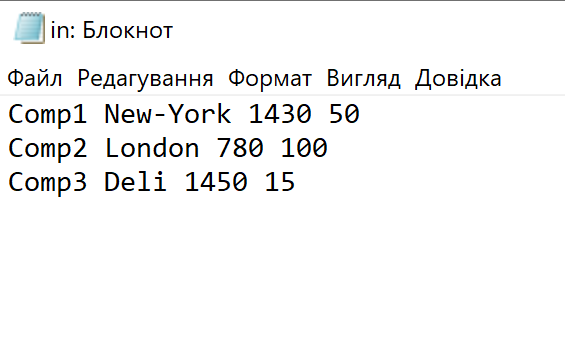 in: Блокнот
Файл Редагування Формат Вигляд Довідка
Comp1 New-York 1430 50
Comp2 London 780 100
Comp3 Deli 1450 15